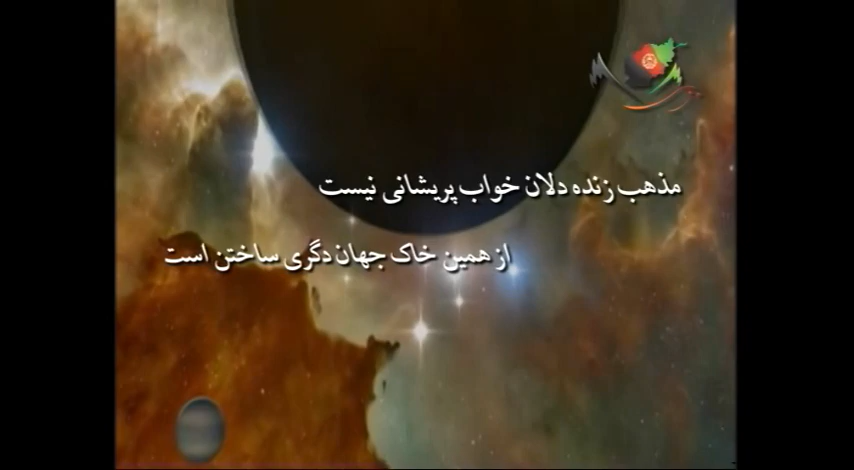 مذهب زنده دلان خواب پریشانی نیست
از همین خاک جهان دگری ساختن است